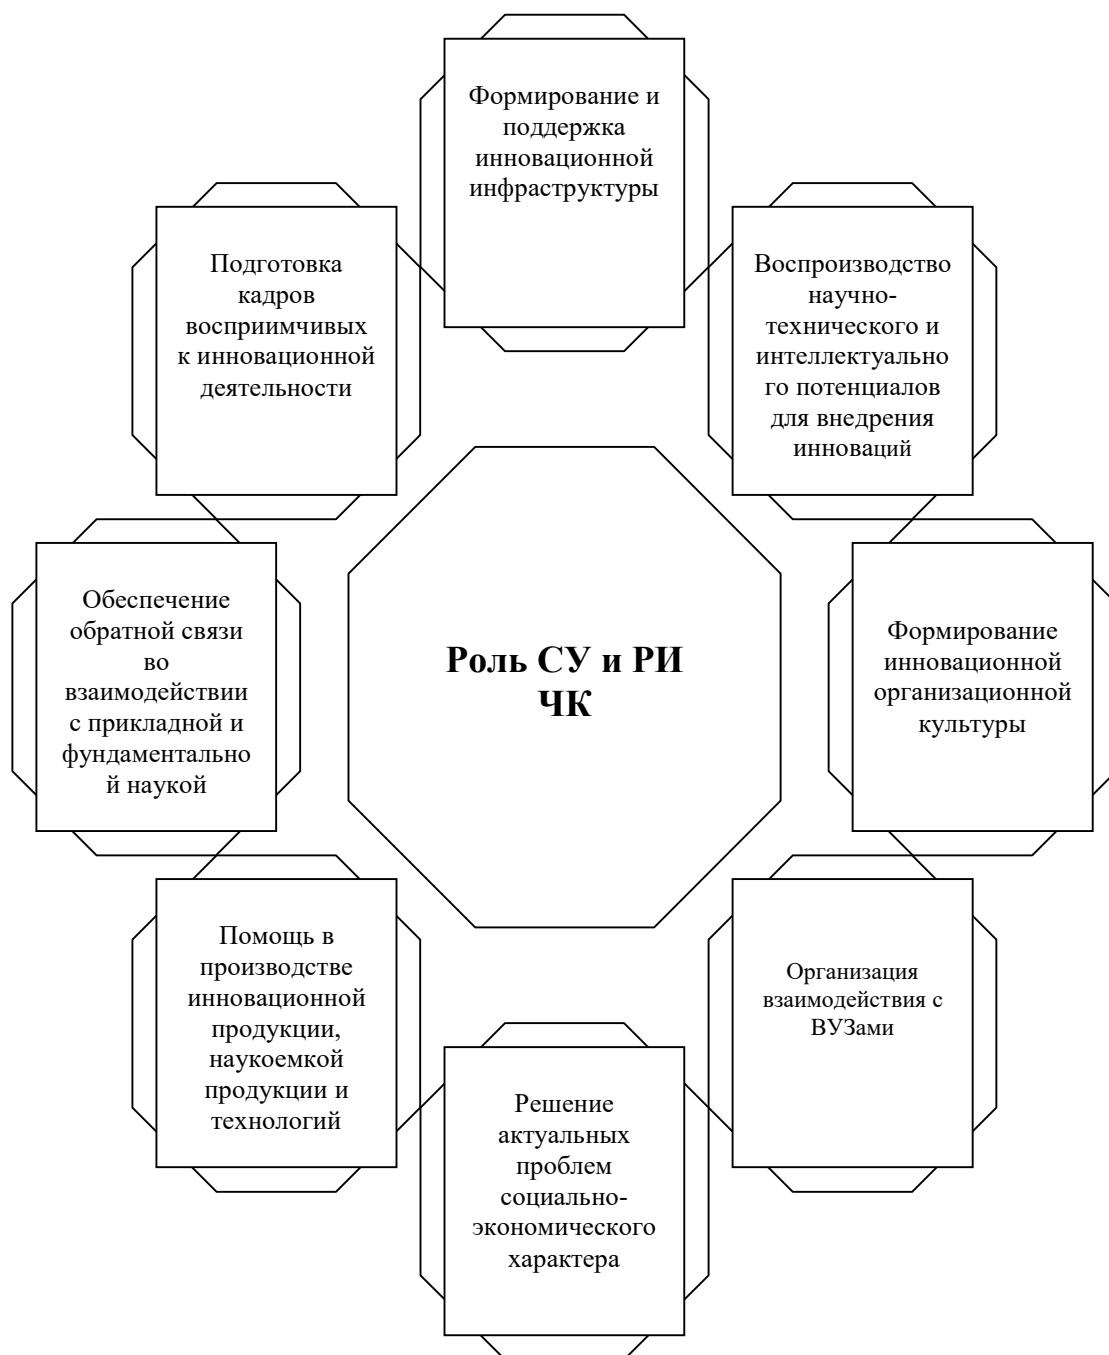 Формирование и
поддержка
инновационной
инфраструктуры
Подготовка
кадров
восприимчивых
к инновационной
деятельности
Воспроизводство
научно-
технического и
интеллектуально
го потенциалов
для внедрения
инноваций
Обеспечение
обратной связи
во
взаимодействии
с прикладной и
фундаментально
й наукой
Роль СУ и РИ
ЧК
Формирование
инновационной
организационной
культуры
Помощь в
производстве
инновационной
продукции,
наукоемкой
продукции и
технологий
Организация
взаимодействия с
ВУЗами
Решение
актуальных
проблем
социально-
экономического
характера